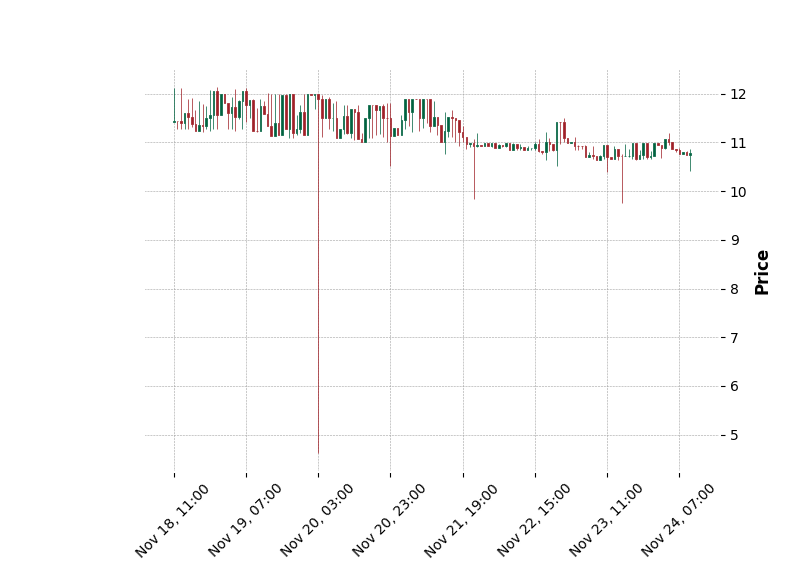 12
11
10
9
8
7
6
5
Price
Nov 18, 11:00
Nov 19, 07:00
Nov 20, 03:00
Nov 20, 23:00
Nov 21, 19:00
Nov 22, 15:00
Nov 23, 11:00
Nov 24, 07:00